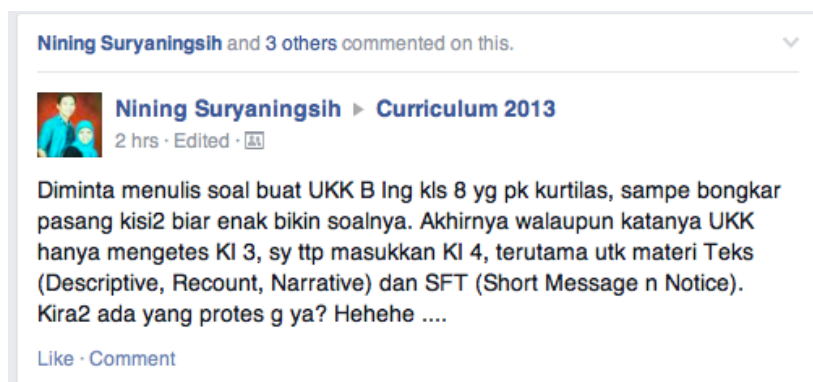 Nining Suryaningsih and 3 others commented on this.
Nining Suryaningsih ▸ Curriculum 2013
2 hrs · Edited ·
Diminta menulis soal buat UKK B Ing kls 8 yg pk kurtilas, sampe bongkar
pasang kisi2 biar enak bikin soalnya. Akhirnya walaupun katanya UKK
hanya mengetes KI 3, sy ttp masukkan KI 4, terutama utk materi Teks
(Descriptive, Recount, Narrative) dan SFT (Short Message n Notice).
Kira2 ada yang protes g ya? Hehehe ....
Like · Comment